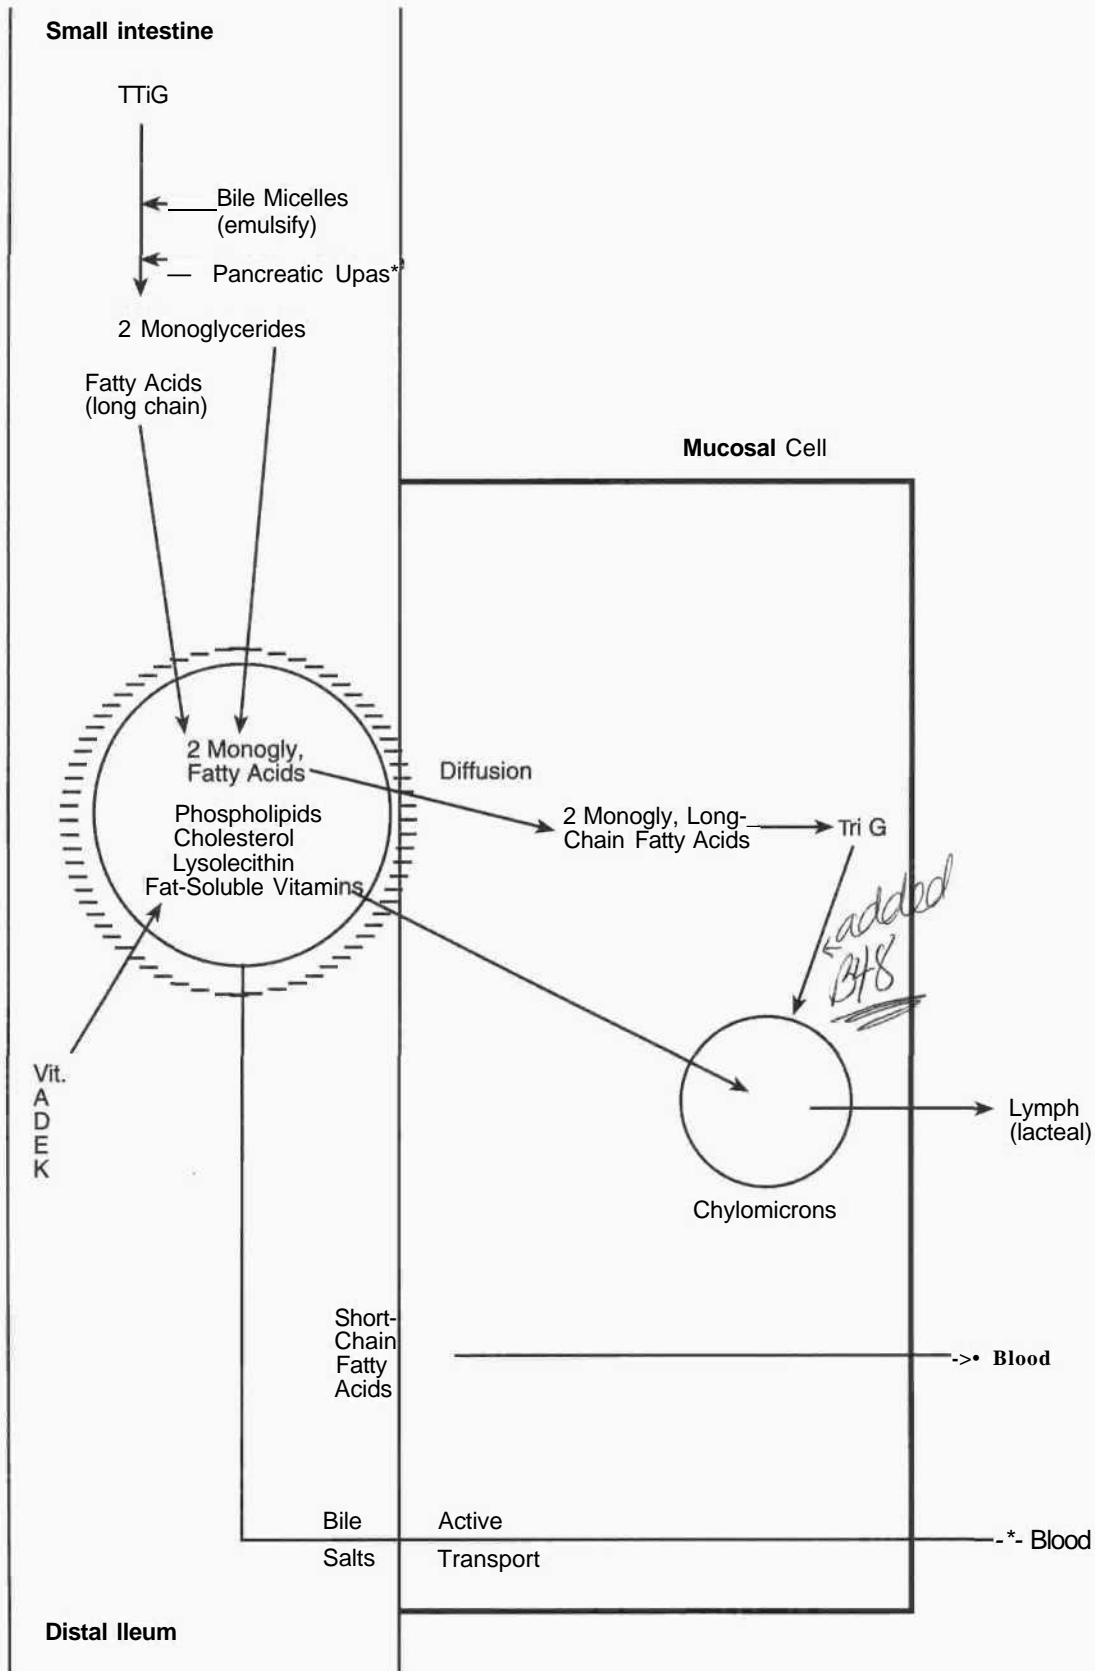 Small intestine
TTiG
Bile Micelles
(emulsify)
— Pancreatic Upas*
2 Monoglycerides
Fatty Acids
(long chain)
Mucosal Cell
2 Monogly,
Fatty Acids
Diffusion
Phospholipids
Cholesterol
Lysolecithin
Fat-Soluble Vitamins
2 Monogly, Long-
Chain Fatty Acids
Tri G
added
B48
Vit.
A
D
E
K
Lymph
(lacteal)
Chylomicrons
Short-
Chain
Fatty
Acids
->• Blood
Bile
Salts
Active
Transport
-*- Blood
Distal Ileum